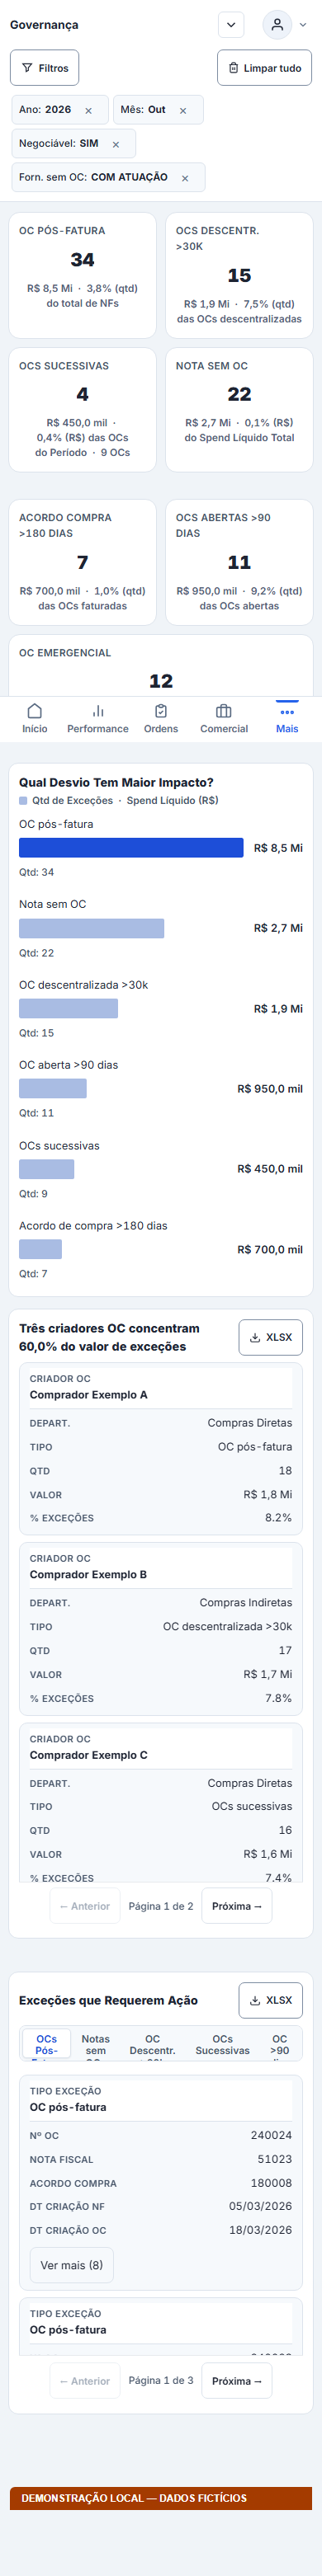 Governança
Filtros
Limpar tudo
Ano: 2026 ×
Mês: Out ×
Negociável: SIM ×
Forn. sem OC: COM ATUAÇÃO ×
OC PÓS-FATURA
34
R$ 8,5 Mi · 3,8% (qtd)
do total de NFs
OCS DESCENTR.
>30K
15
R$ 1,9 Mi · 7,5% (qtd)
das OCs descentralizadas
OCS SUCESSIVAS
4
R$ 450,0 mil ·
0,4% (R$) das OCs
do Período · 9 OCs
NOTA SEM OC
22
R$ 2,7 Mi · 0,1% (R$)
do Spend Líquido Total
ACORDO COMPRA
>180 DIAS
7
R$ 700,0 mil · 1,0% (qtd)
das OCs faturadas
OCS ABERTAS >90
DIAS
11
R$ 950,0 mil · 9,2% (qtd)
das OCs abertas
OC EMERGENCIAL
12
Início
Performance
Ordens
Comercial
Mais
Qual Desvio Tem Maior Impacto?
Qtd de Exceções · Spend Líquido (R$)
OC pós-fatura
R$ 8,5 Mi
Qtd: 34
Nota sem OC
R$ 2,7 Mi
Qtd: 22
OC descentralizada >30k
R$ 1,9 Mi
Qtd: 15
OC aberta >90 dias
R$ 950,0 mil
Qtd: 11
OCs sucessivas
R$ 450,0 mil
Qtd: 9
Acordo de compra >180 dias
R$ 700,0 mil
Qtd: 7
Três criadores OC concentram
60,0% do valor de exceções
XLSX
CRIADOR OC
Comprador Exemplo A
DEPART. Compras Diretas
TIPO OC pós-fatura
QTD 18
VALOR R$ 1,8 Mi
% EXCEÇÕES 8.2%
CRIADOR OC
Comprador Exemplo B
DEPART. Compras Indiretas
TIPO OC descentralizada >30k
QTD 17
VALOR R$ 1,7 Mi
% EXCEÇÕES 7.8%
CRIADOR OC
Comprador Exemplo C
DEPART. Compras Diretas
TIPO OCs sucessivas
QTD 16
VALOR R$ 1,6 Mi
% EXCEÇÕES 7.4%
← Anterior Página 1 de 2 Próxima →
Exceções que Requerem Ação
XLSX
OCs
Pós-
Notas
sem
OC
Descentr.
OCs
Sucessivas
OC
>90
TIPO EXCEÇÃO
OC pós-fatura
Nº OC 240024
NOTA FISCAL 51023
ACORDO COMPRA 180008
DT CRIAÇÃO NF 05/03/2026
DT CRIAÇÃO OC 18/03/2026
Ver mais (8)
TIPO EXCEÇÃO
OC pós-fatura
← Anterior Página 1 de 3 Próxima →
DEMONSTRAÇÃO LOCAL — DADOS FICTÍCIOS